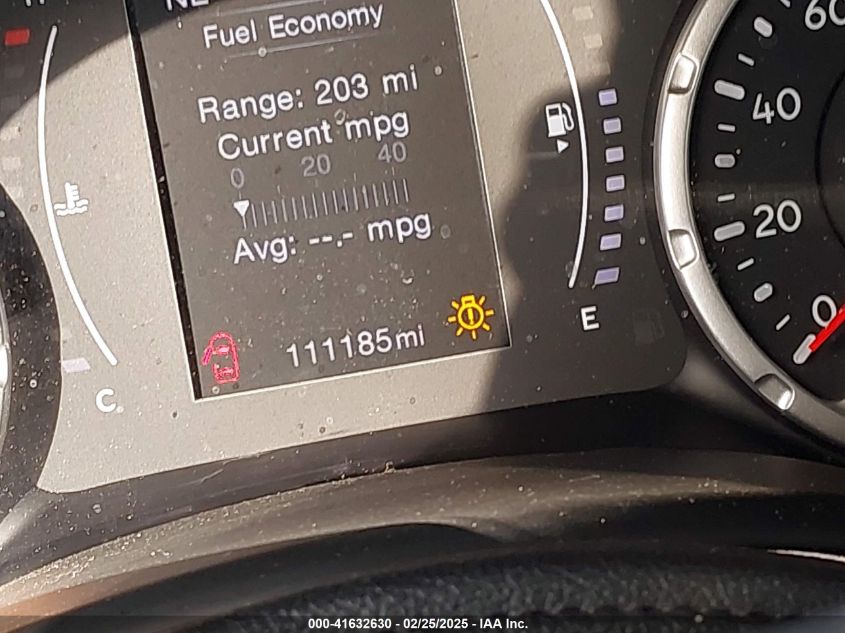 Fuel Economy
Range: 203 mi
Current mpg
0 20 40
Avg: --.- mpg
111185mi
C
E
60
40
20
0
000-41632630 - 02/25/2025 - IAA Inc.